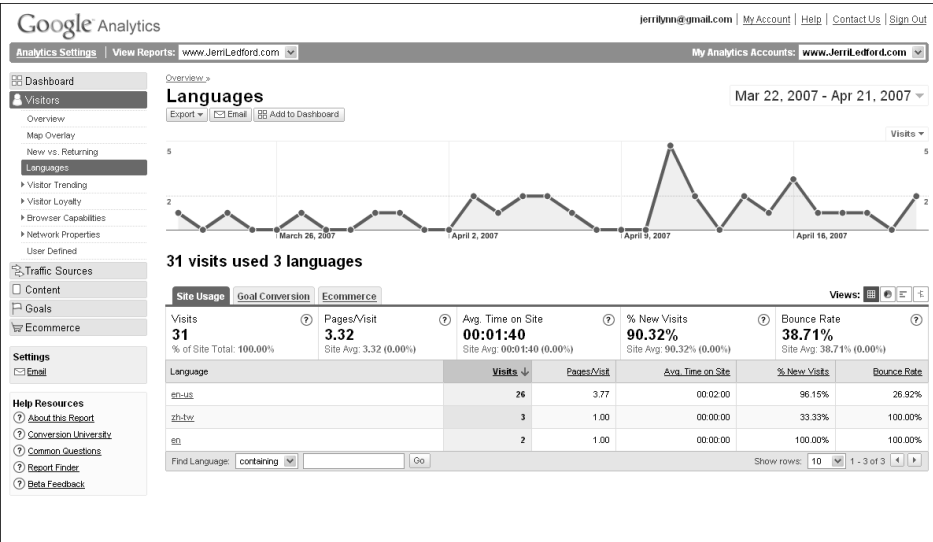 Google Analytics
jerrilynn@gmail.com | My Account | Help | Contact Us | Sign Out
Analytics Settings | View Reports: www.JerriLedford.com
My Analytics Accounts: www.JerriLedford.com
Dashboard
Visitors
Overview
Map Overlay
New vs. Returning
Languages
Visitor Trending
Visitor Loyalty
Browser Capabilities
Network Properties
User Defined
Traffic Sources
Content
Goals
Ecommerce
Settings
Email
Help Resources
About this Report
Conversion University
Common Questions
Report Finder
Beta Feedback
Overview »
Languages
Mar 22, 2007 - Apr 21, 2007
Export Email Add to Dashboard
Visits
5 5
2 2
March 26, 2007 April 2, 2007 April 9, 2007 April 16, 2007
31 visits used 3 languages
Site Usage Goal Conversion Ecommerce
Views:
Visits ? Pages/Visit ? Avg. Time on Site ? % New Visits ? Bounce Rate ?
31 3.32 00:01:40 90.32% 38.71%
% of Site Total: 100.00% Site Avg: 3.32 (0.00%) Site Avg: 00:01:40 (0.00%) Site Avg: 90.32% (0.00%) Site Avg: 38.71% (0.00%)
Language Visits Pages/Visit Avg. Time on Site % New Visits Bounce Rate
en-us 26 3.77 00:02:00 96.15% 26.92%
zh-tw 3 1.00 00:00:00 33.33% 100.00%
en 2 1.00 00:00:00 100.00% 100.00%
Find Language: containing Go
Show rows: 10 1 - 3 of 3